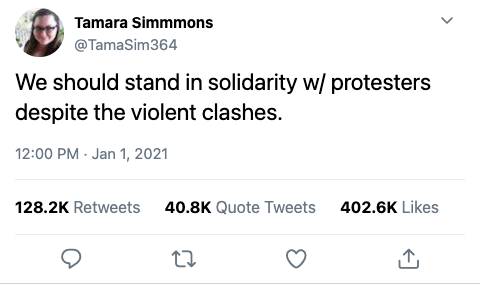 Tamara Simmmons
@TamaSim364
We should stand in solidarity w/ protesters
despite the violent clashes.
12:00 PM · Jan 1, 2021
128.2K Retweets 40.8K Quote Tweets 402.6K Likes